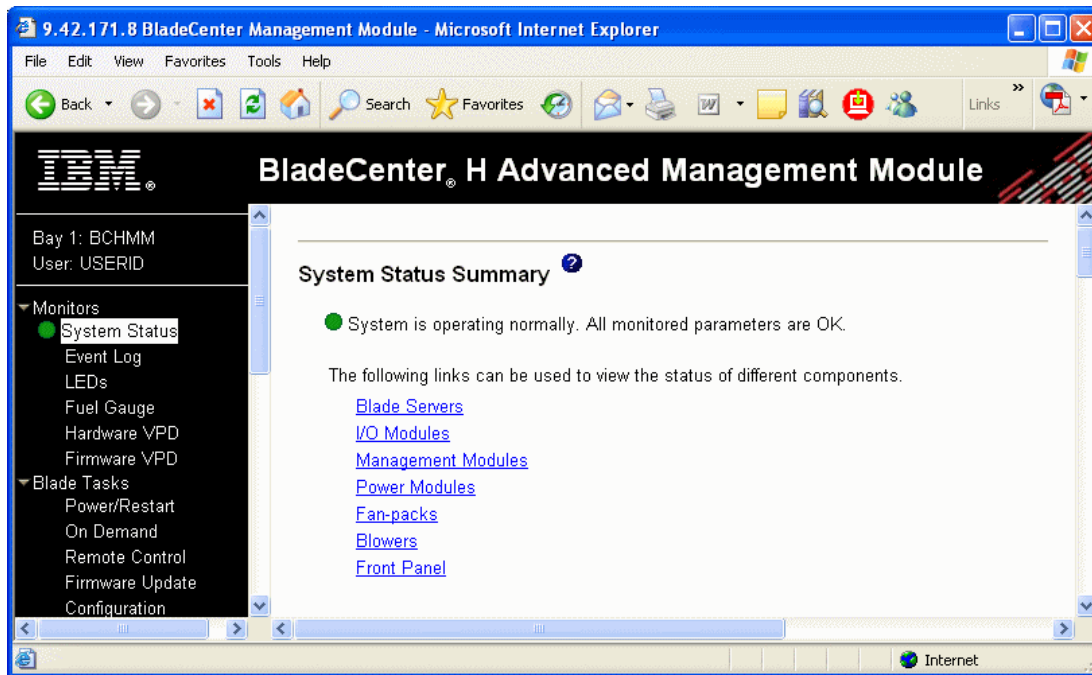 9.42.171.8 BladeCenter Management Module - Microsoft Internet Explorer
File Edit View Favorites Tools Help
Back Search Favorites Links »
IBM® BladeCenter® H Advanced Management Module
Bay 1: BCHMM
User: USERID
Monitors
System Status
Event Log
LEDs
Fuel Gauge
Hardware VPD
Firmware VPD
Blade Tasks
Power/Restart
On Demand
Remote Control
Firmware Update
Configuration
System Status Summary ?
System is operating normally. All monitored parameters are OK.
The following links can be used to view the status of different components.
Blade Servers
I/O Modules
Management Modules
Power Modules
Fan-packs
Blowers
Front Panel
Internet